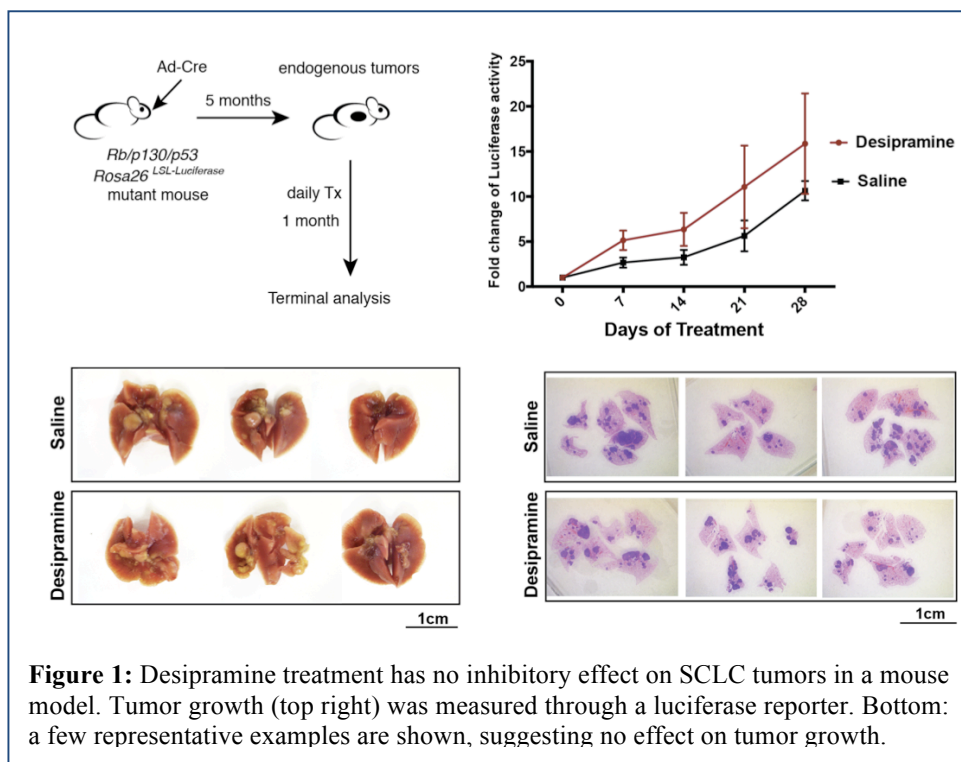 Ad-Cre
endogenous tumors
5 months
Rb/p130/p53
Rosa26 LSL-Luciferase
mutant mouse
daily Tx
1 month
Terminal analysis
Fold change of Luciferase activity
25
20
15
10
5
0
0
7
14
21
28
Days of Treatment
Desipramine
Saline
Saline
Desipramine
1cm
Saline
Desipramine
1cm
Figure 1: Desipramine treatment has no inhibitory effect on SCLC tumors in a mouse
model. Tumor growth (top right) was measured through a luciferase reporter. Bottom:
a few representative examples are shown, suggesting no effect on tumor growth.